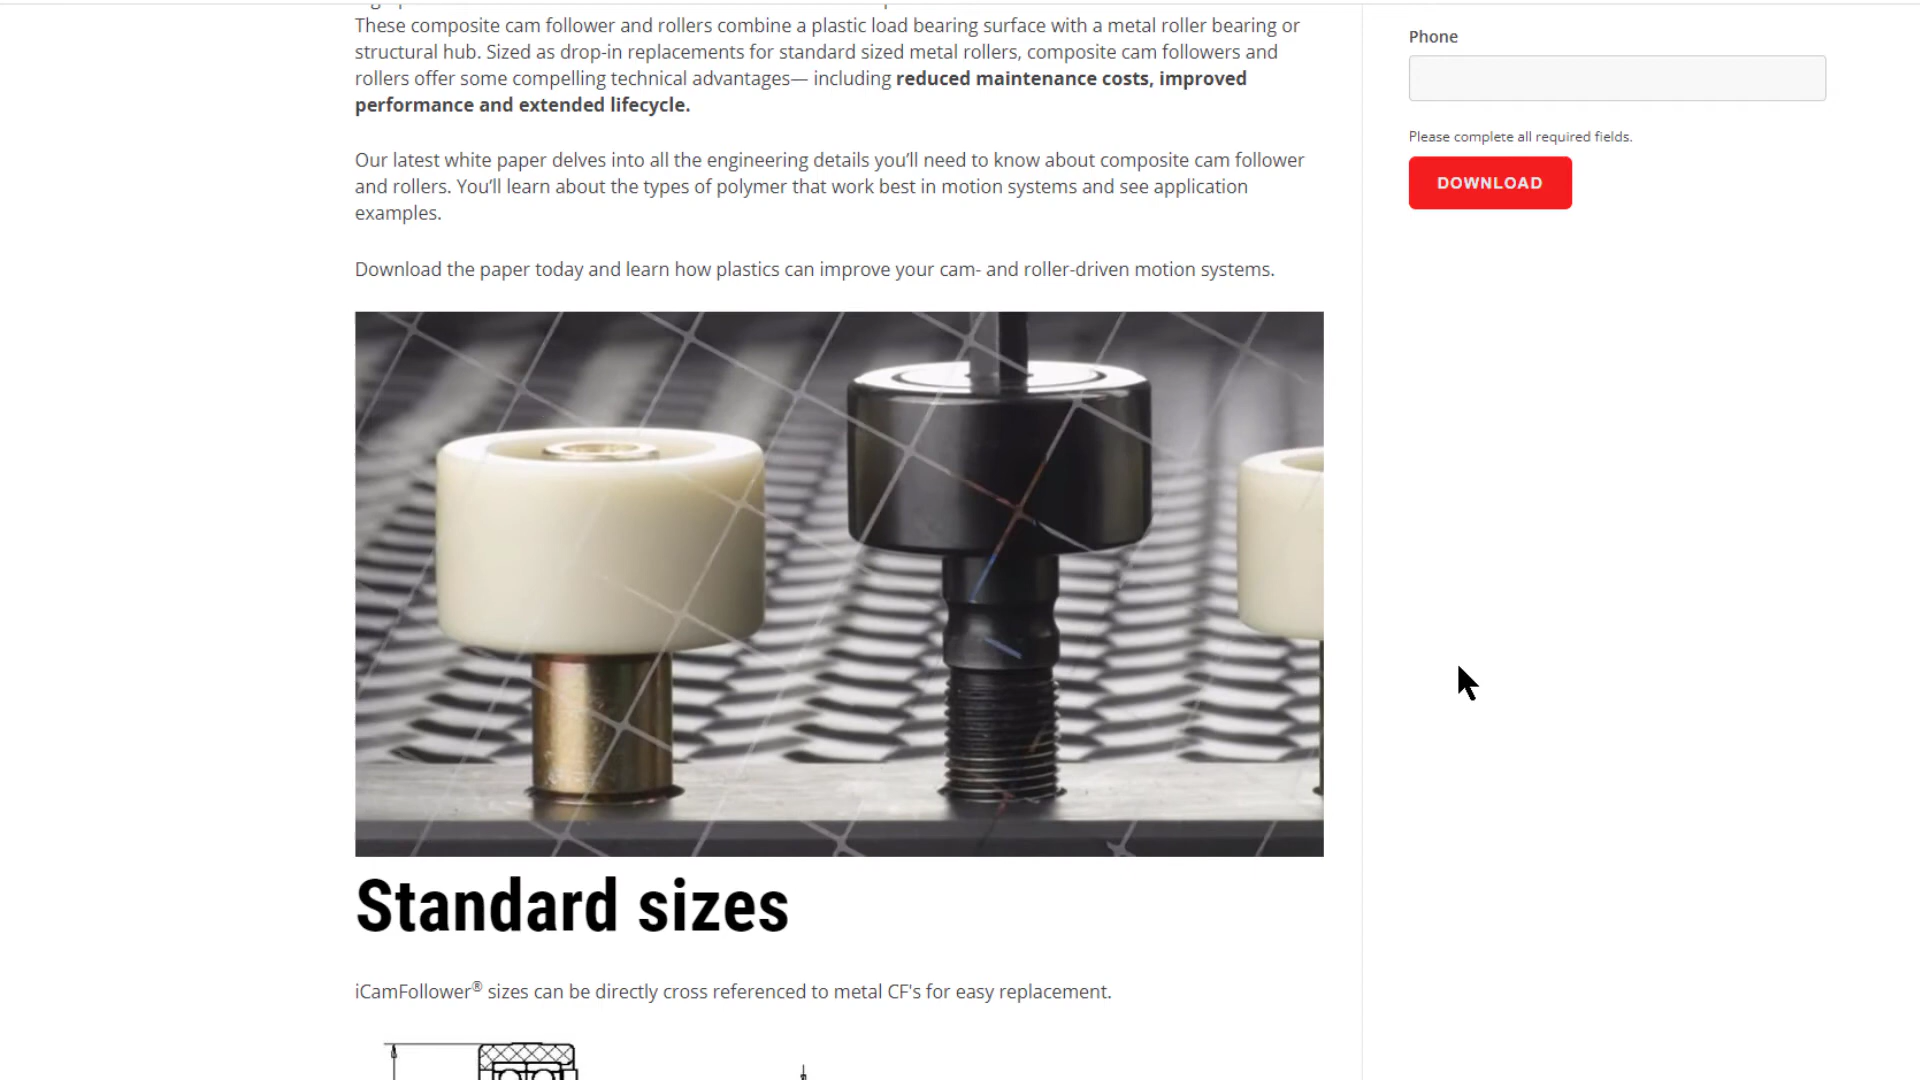 These composite cam follower and rollers combine a plastic load bearing surface with a metal roller bearing or
structural hub. Sized as drop-in replacements for standard sized metal rollers, composite cam followers and
rollers offer some compelling technical advantages— including reduced maintenance costs, improved
performance and extended lifecycle.
Our latest white paper delves into all the engineering details you’ll need to know about composite cam follower
and rollers. You’ll learn about the types of polymer that work best in motion systems and see application
examples.
Download the paper today and learn how plastics can improve your cam- and roller-driven motion systems.
Standard sizes
iCamFollower® sizes can be directly cross referenced to metal CF's for easy replacement.
Phone
Please complete all required fields.
DOWNLOAD